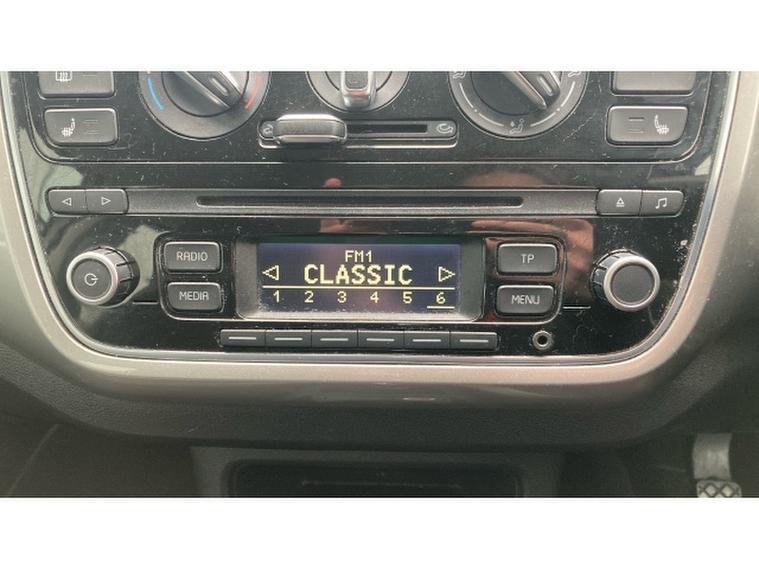 RADIO
FM1
TP
CLASSIC
MEDIA
1 2 3 4 5 6
MENU